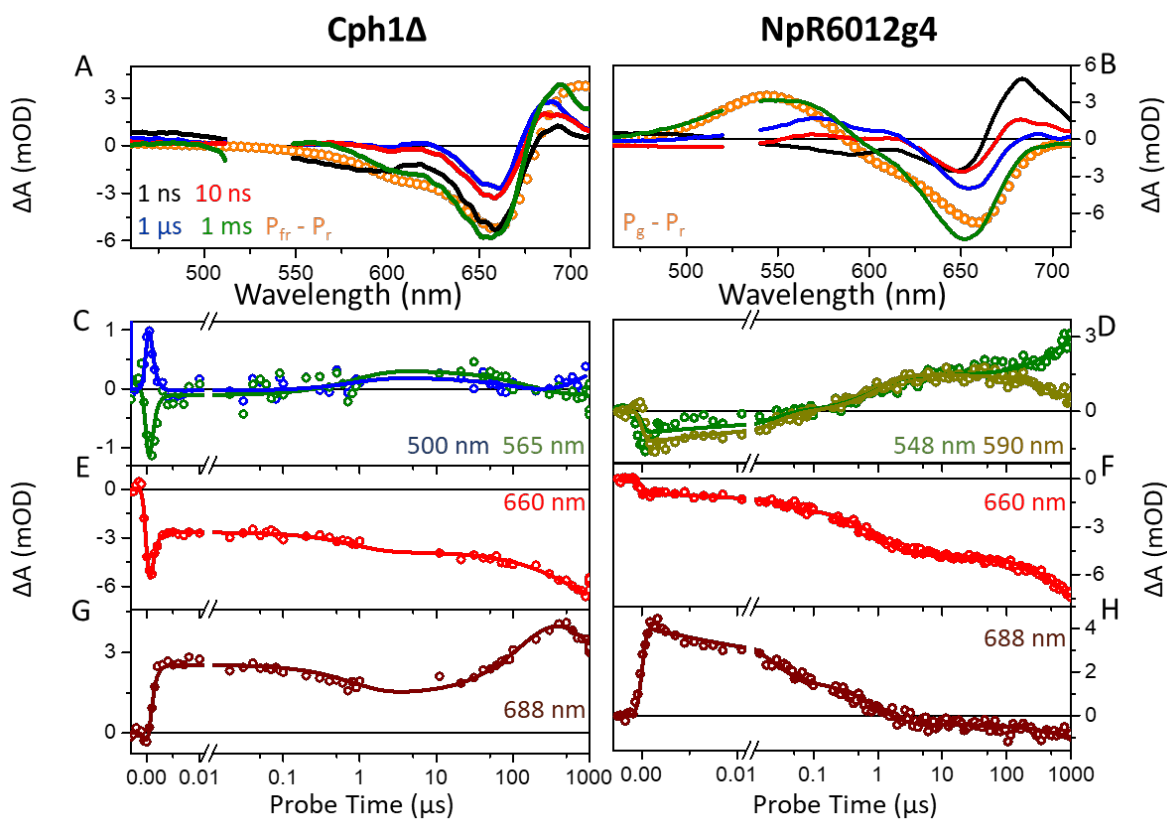 Cph1Δ NpR6012g4
A B
3
0
-3
-6
ΔA (mOD)
1 ns 10 ns
1 µs 1 ms Pfr - Pr
500 550 600 650 700
Wavelength (nm)
6
3
0
-3
-6
ΔA (mOD)
Pg - Pr
500 550 600 650 700
Wavelength (nm)
C D
1
0
-1
500 nm 565 nm
3
0
548 nm 590 nm
E F
0
-3
-6
ΔA (mOD)
660 nm
0
-3
-6
ΔA (mOD)
660 nm
G H
3
0
688 nm
4
2
0
688 nm
0.00 0.01 0.1 1 10 100
Probe Time (µs)
0.00 0.01 0.1 1 10 100 1000
Probe Time (µs)